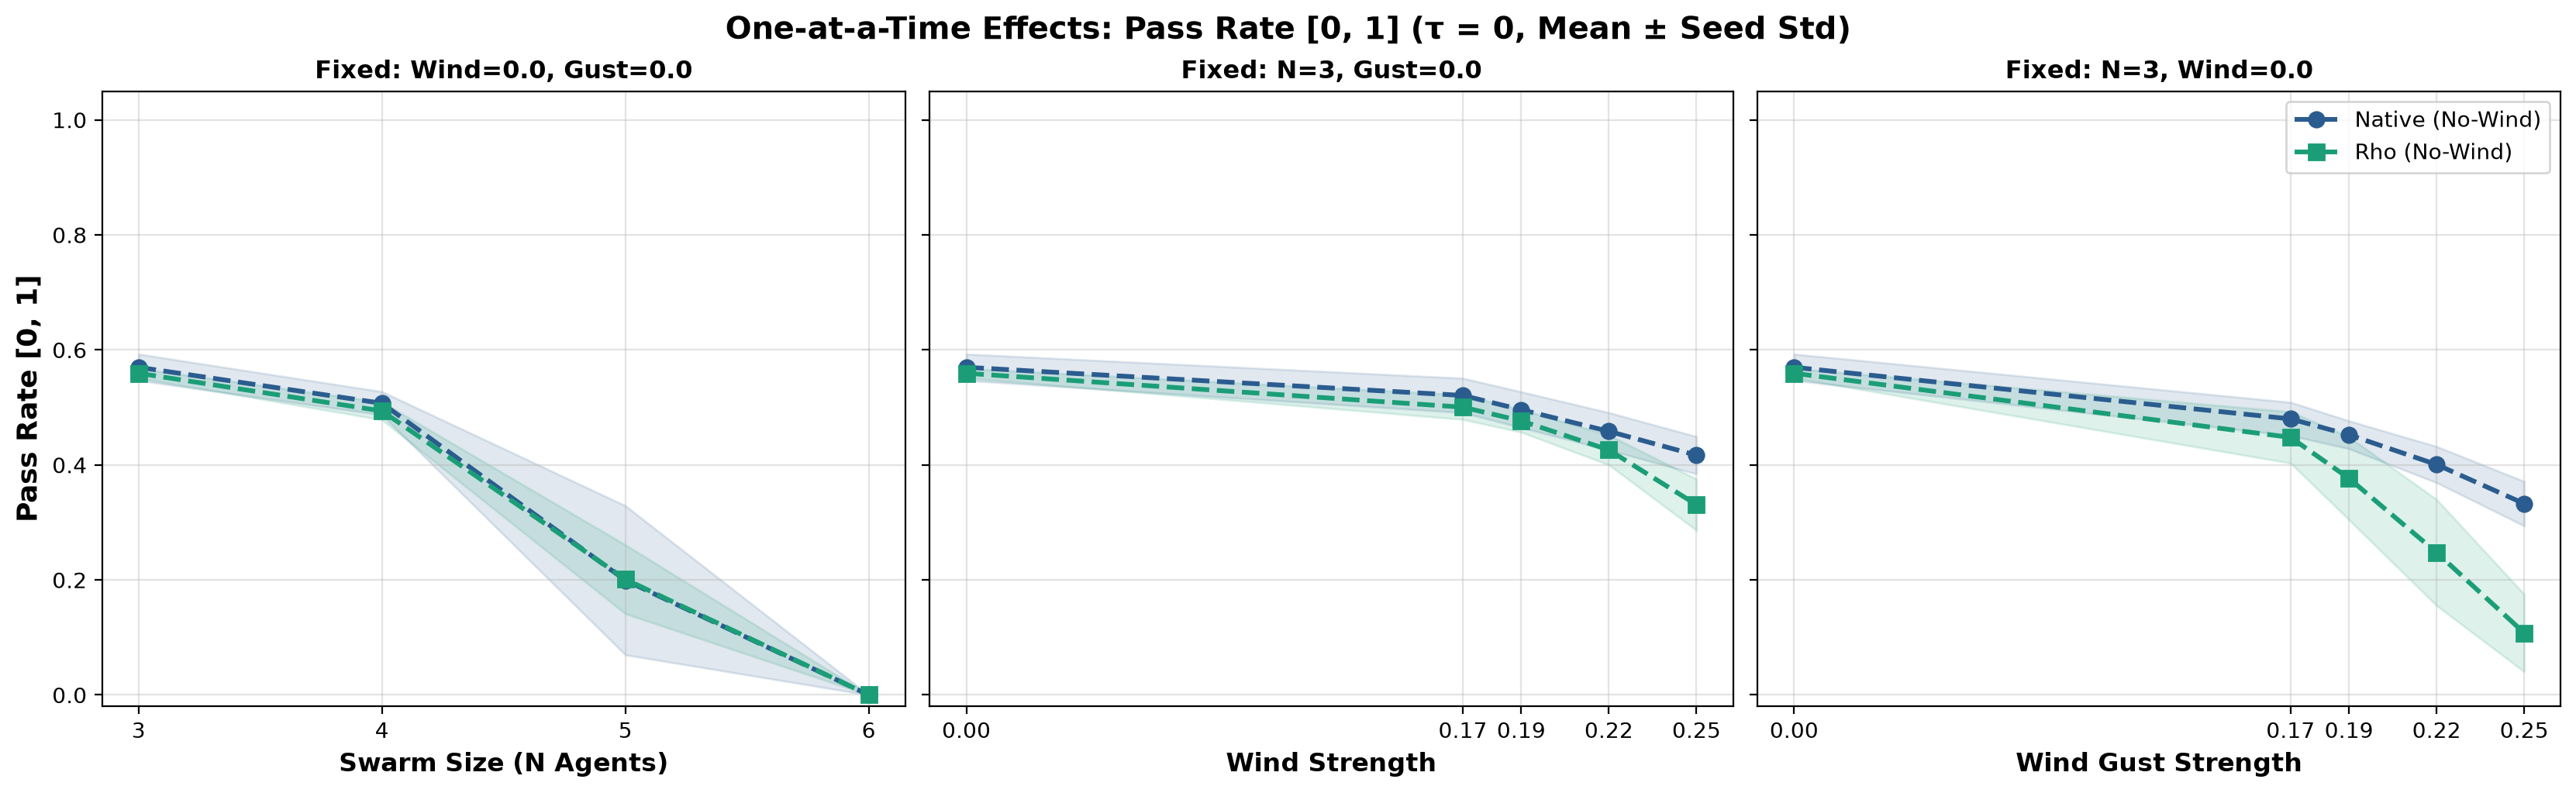 One-at-a-Time Effects: Pass Rate [0, 1] (τ = 0, Mean ± Seed Std)
Fixed: Wind=0.0, Gust=0.0
Fixed: N=3, Gust=0.0
Fixed: N=3, Wind=0.0
Pass Rate [0, 1]
1.0
0.8
0.6
0.4
0.2
0.0
Native (No-Wind)
Rho (No-Wind)
3 4 5 6
0.00 0.17 0.19 0.22 0.25
0.00 0.17 0.19 0.22 0.25
Swarm Size (N Agents)
Wind Strength
Wind Gust Strength